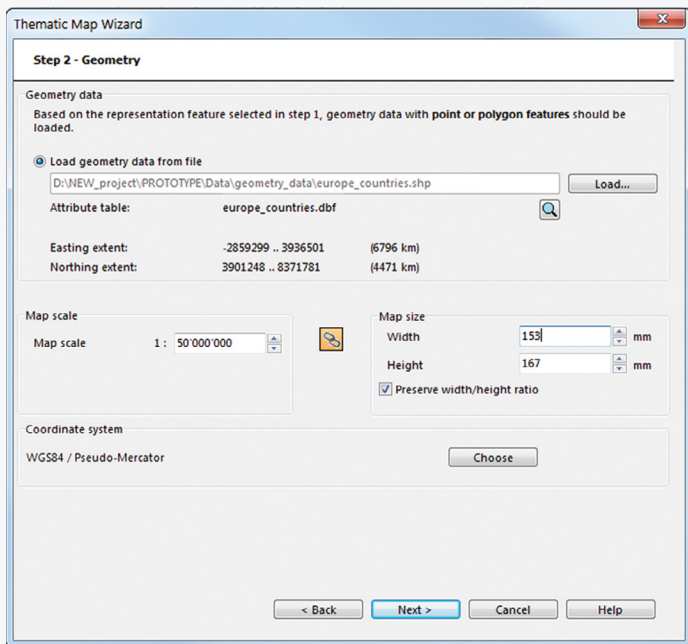 Thematic Map Wizard
Step 2 - Geometry
Geometry data
Based on the representation feature selected in step 1, geometry data with point or polygon features should be
loaded.
Load geometry data from file
D:\NEW_project\PROTOTYPE\Data\geometry_data\europe_countries.shp Load...
Attribute table: europe_countries.dbf
Easting extent: -2859299 .. 3936501 (6796 km)
Northing extent: 3901248 .. 8371781 (4471 km)
Map scale
Map scale 1 : 50'000'000
Map size
Width 153 mm
Height 167 mm
Preserve width/height ratio
Coordinate system
WGS84 / Pseudo-Mercator Choose
< Back Next > Cancel Help